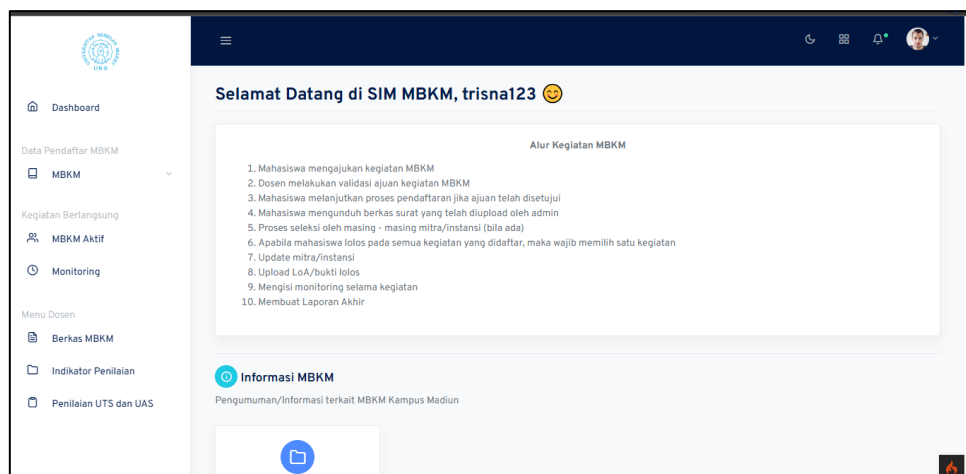 UNIVERSITAS SEBELAS MARET
UNS
Dashboard
Data Pendaftar MBKM
MBKM
Kegiatan Berlangsung
MBKM Aktif
Monitoring
Menu Dosen
Berkas MBKM
Indikator Penilaian
Penilaian UTS dan UAS
Selamat Datang di SIM MBKM, trisna123 😊
Alur Kegiatan MBKM
1. Mahasiswa mengajukan kegiatan MBKM
2. Dosen melakukan validasi ajuan kegiatan MBKM
3. Mahasiswa melanjutkan proses pendaftaran jika ajuan telah disetujui
4. Mahasiswa mengunduh berkas surat yang telah diupload oleh admin
5. Proses seleksi oleh masing - masing mitra/instansi (bila ada)
6. Apabila mahasiswa lolos pada semua kegiatan yang didaftar, maka wajib memilih satu kegiatan
7. Update mitra/instansi
8. Upload LoA/bukti lolos
9. Mengisi monitoring selama kegiatan
10. Membuat Laporan Akhir
Informasi MBKM
Pengumuman/Informasi terkait MBKM Kampus Madiun